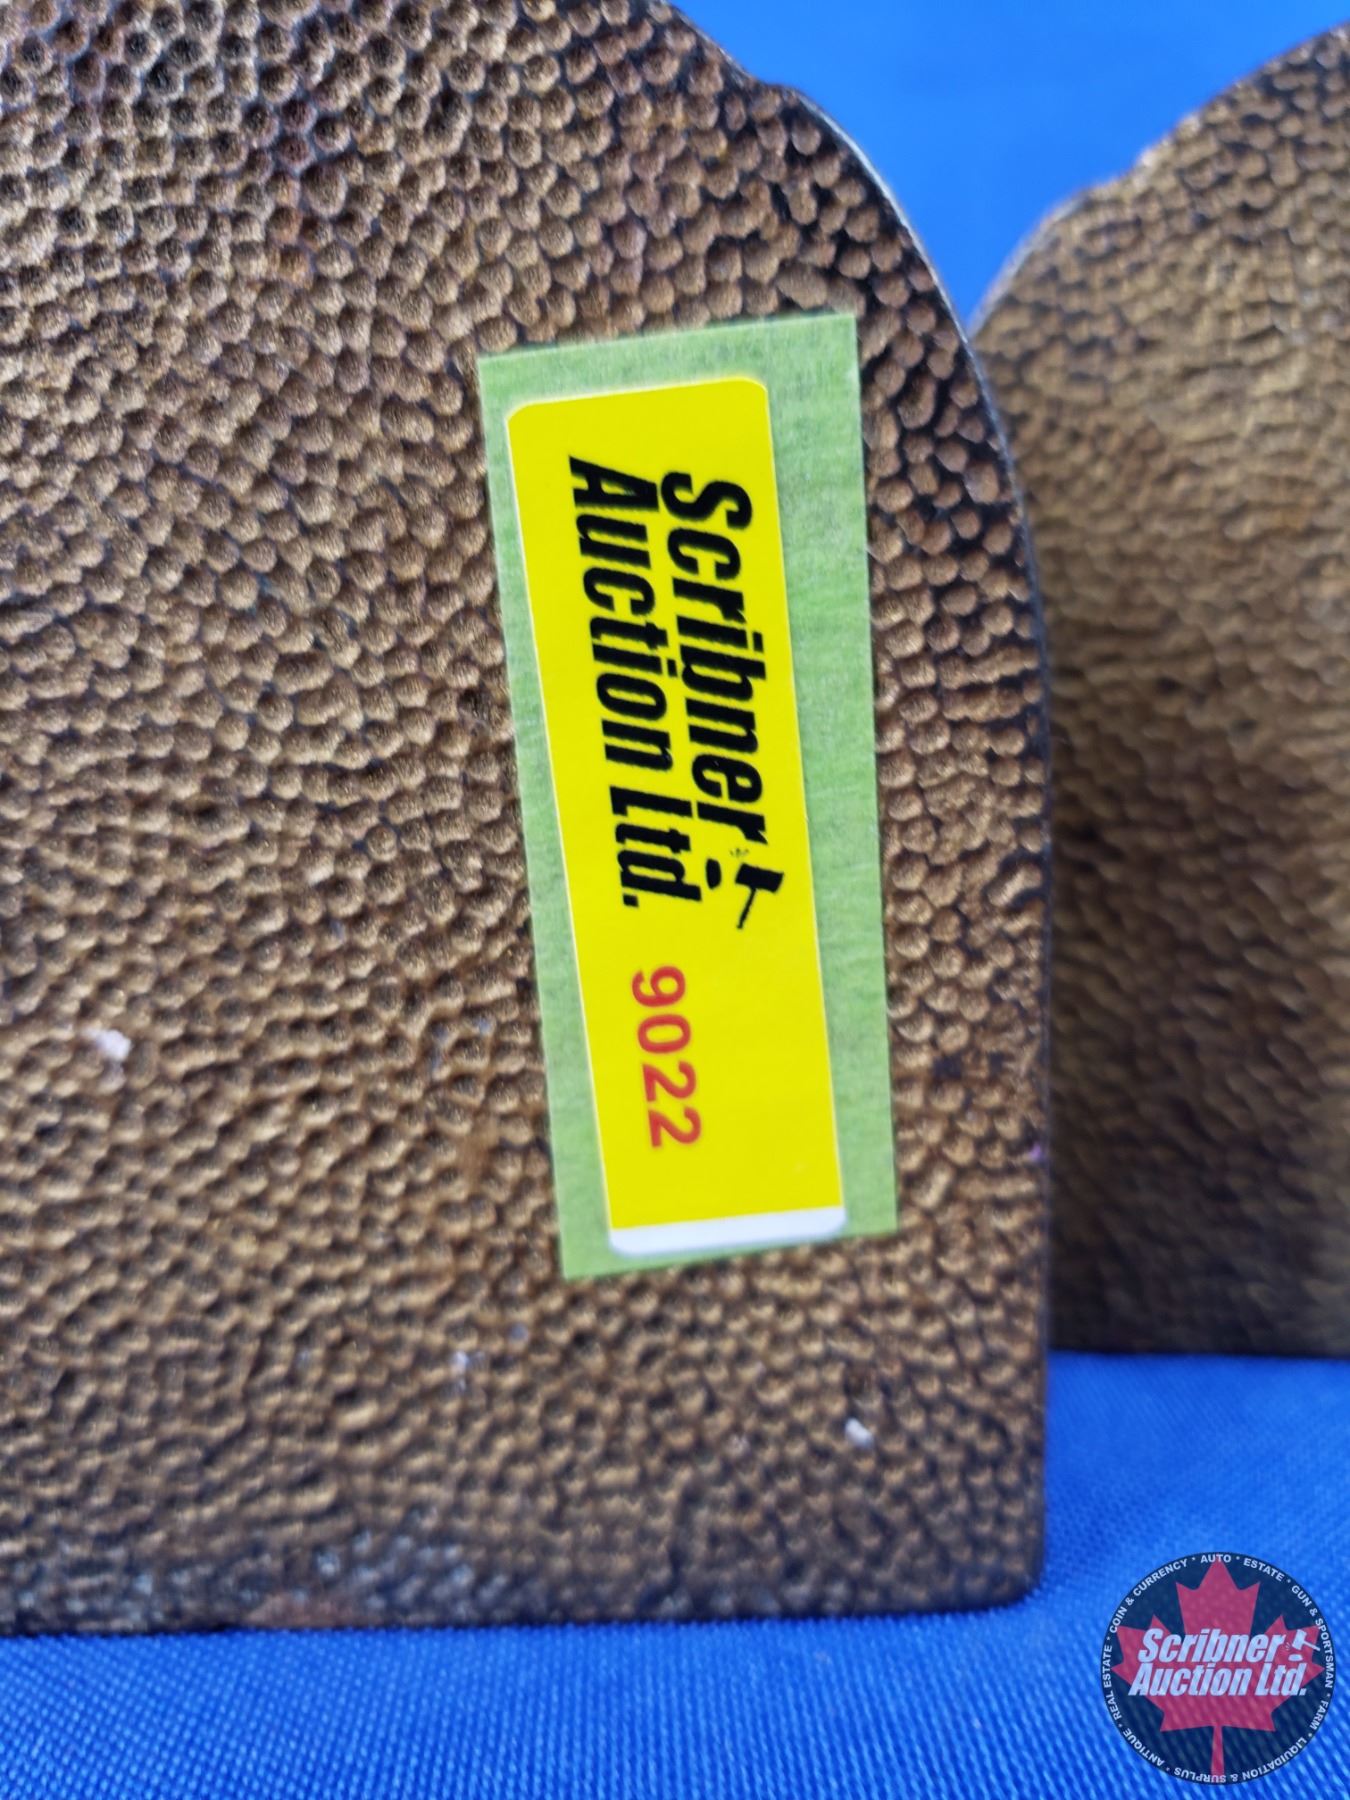 Scribner
Auction Ltd.
9022
COIN & CURRENCY * AUTO * ESTATE * GUN & SPORTSMAN * FARM * LIQUIDATION & SURPLUS * ANTIQUE * REAL ESTATE *
Scribner
Auction Ltd.